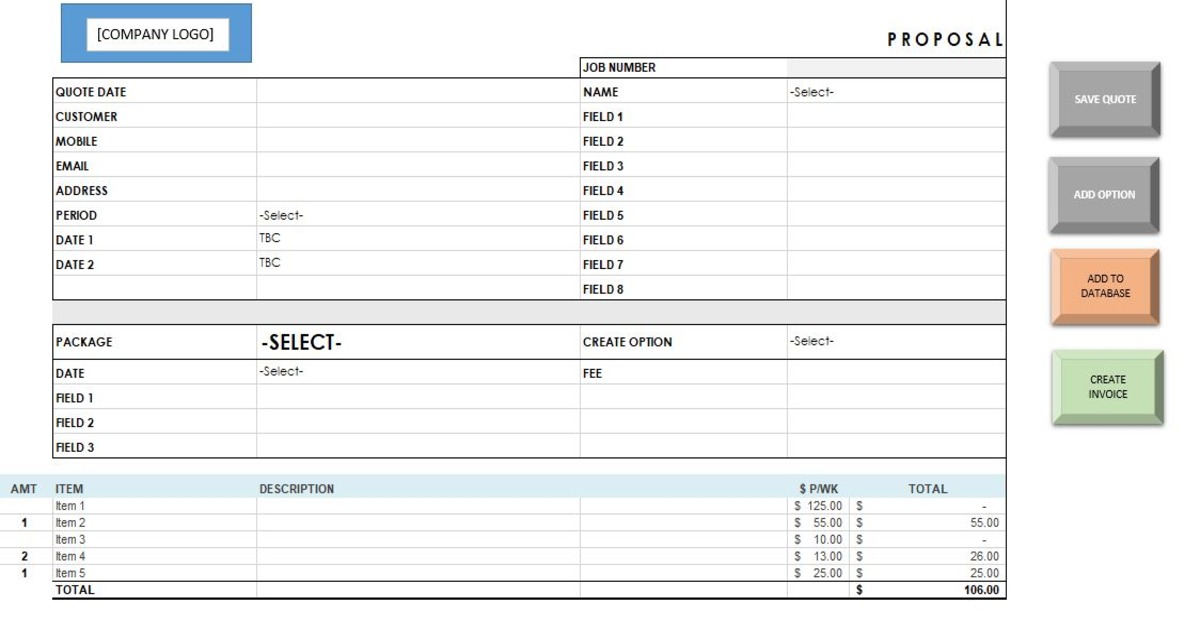 [COMPANY LOGO]
PROPOSAL
JOB NUMBER
QUOTE DATE NAME -Select-
CUSTOMER FIELD 1
MOBILE FIELD 2
EMAIL FIELD 3
ADDRESS FIELD 4
PERIOD -Select- FIELD 5
DATE 1 TBC FIELD 6
DATE 2 TBC FIELD 7
FIELD 8
PACKAGE -SELECT- CREATE OPTION -Select-
DATE -Select- FEE
FIELD 1
FIELD 2
FIELD 3
AMT ITEM DESCRIPTION $ P/WK TOTAL
Item 1 $ 125.00 $ -
1 Item 2 $ 55.00 $ 55.00
Item 3 $ 10.00 $ -
2 Item 4 $ 13.00 $ 26.00
1 Item 5 $ 25.00 $ 25.00
TOTAL $ 106.00
SAVE QUOTE
ADD OPTION
ADD TO
DATABASE
CREATE
INVOICE